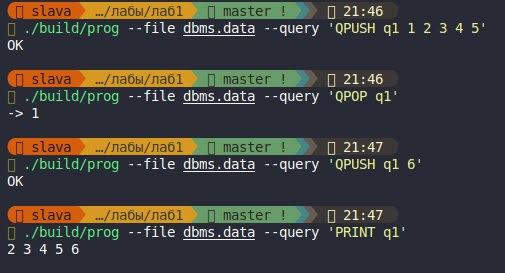 slava …/лабы/лаб1 master ! 21:46
./build/prog --file dbms.data --query 'QPUSH q1 1 2 3 4 5'
OK
slava …/лабы/лаб1 master ! 21:46
./build/prog --file dbms.data --query 'QPOP q1'
-> 1
slava …/лабы/лаб1 master ! 21:47
./build/prog --file dbms.data --query 'QPUSH q1 6'
OK
slava …/лабы/лаб1 master ! 21:47
./build/prog --file dbms.data --query 'PRINT q1'
2 3 4 5 6